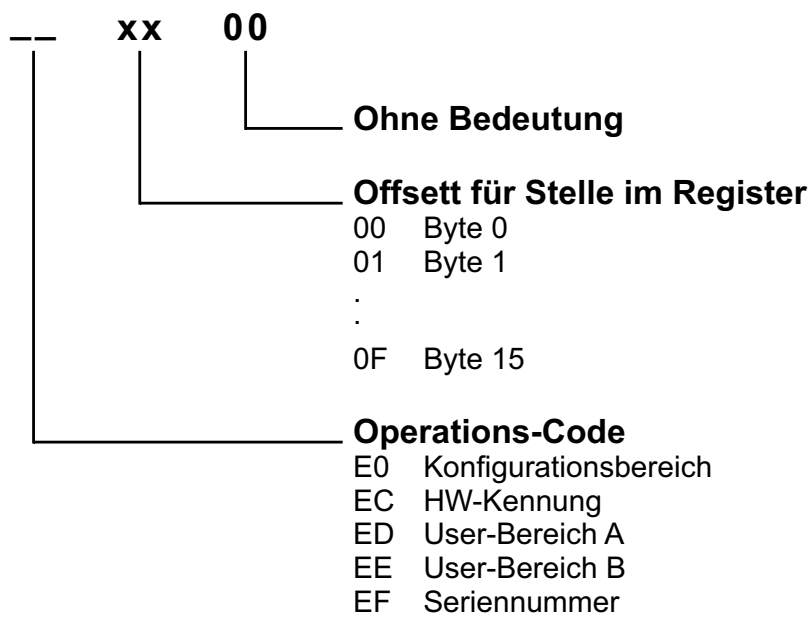 __ xx 00
Ohne Bedeutung
Offsett für Stelle im Register
00 Byte 0
01 Byte 1
.
.
0F Byte 15
Operations-Code
E0 Konfigurationsbereich
EC HW-Kennung
ED User-Bereich A
EE User-Bereich B
EF Seriennummer